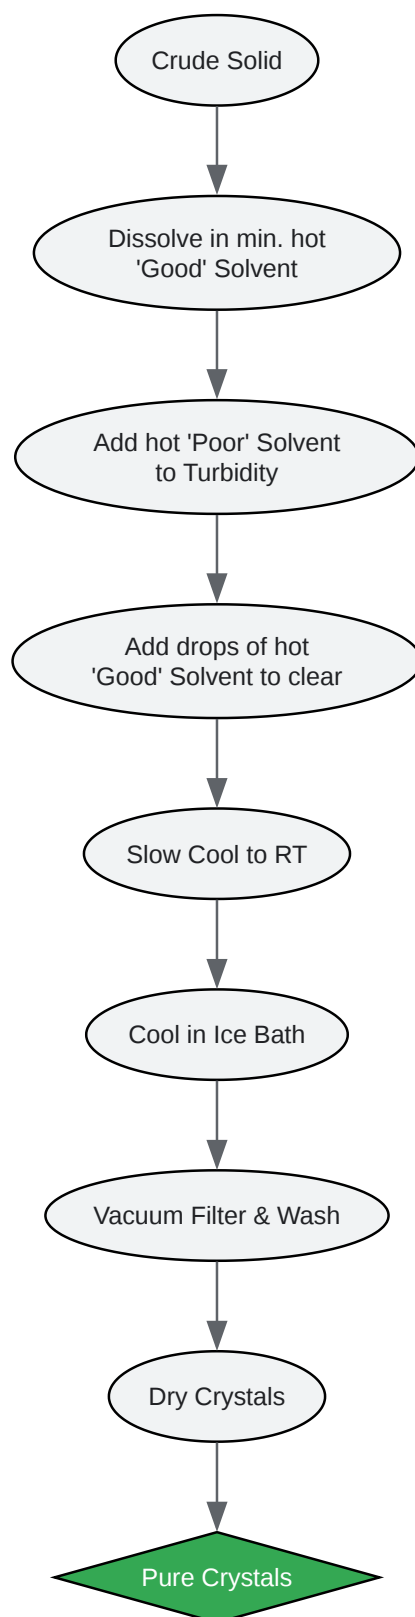 Crude Solid
Dissolve in min. hot
'Good' Solvent
Add hot 'Poor' Solvent
to Turbidity
Add drops of hot
'Good' Solvent to clear
Slow Cool to RT
Cool in Ice Bath
Vacuum Filter & Wash
Dry Crystals
Pure Crystals